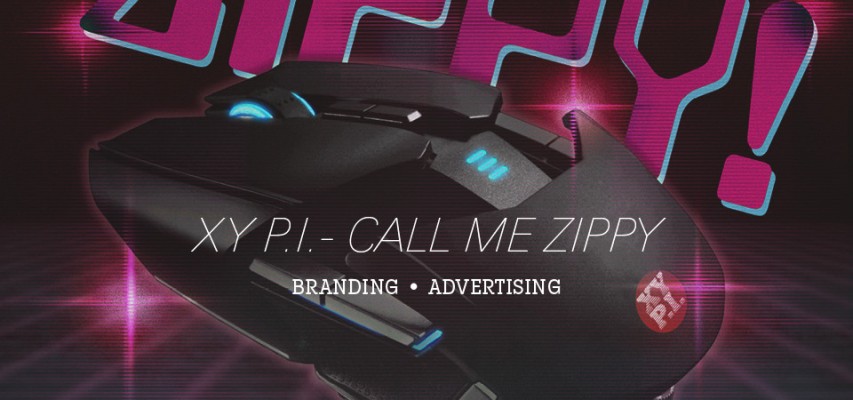 ZIPPY!
XY P.I.- CALL ME ZIPPY
BRANDING • ADVERTISING
XY
P.I.